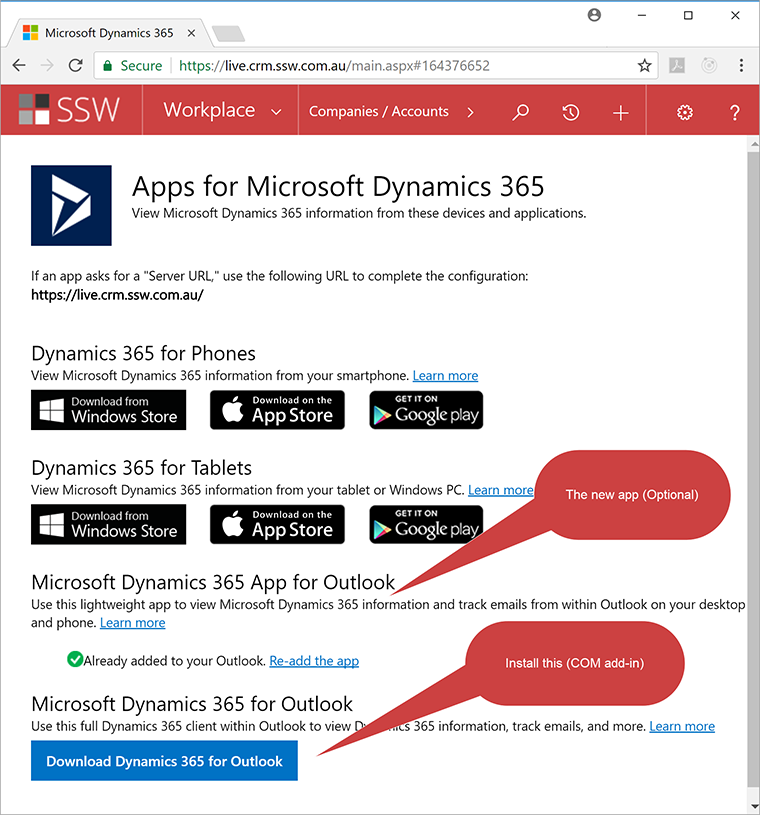 Microsoft Dynamics 365
Secure
https://live.crm.ssw.com.au/main.aspx#164376652
SSW
Workplace
Companies / Accounts
?
Apps for Microsoft Dynamics 365
View Microsoft Dynamics 365 information from these devices and applications.
If an app asks for a "Server URL," use the following URL to complete the configuration:
https://live.crm.ssw.com.au/
Dynamics 365 for Phones
View Microsoft Dynamics 365 information from your smartphone. Learn more
Download from
Windows Store
Download on the
App Store
GET IT ON
Google play
Dynamics 365 for Tablets
View Microsoft Dynamics 365 information from your tablet or Windows PC. Learn more
The new app (Optional)
Download from
Windows Store
Download on the
App Store
GET IT ON
Google play
Microsoft Dynamics 365 App for Outlook
Use this lightweight app to view Microsoft Dynamics 365 information and track emails from within Outlook on your desktop
and phone. Learn more
Already added to your Outlook. Re-add the app
Install this (COM add-in)
Microsoft Dynamics 365 for Outlook
Use this full Dynamics 365 client within Outlook to view 365 information, track emails, and more. Learn more
Download Dynamics 365 for Outlook